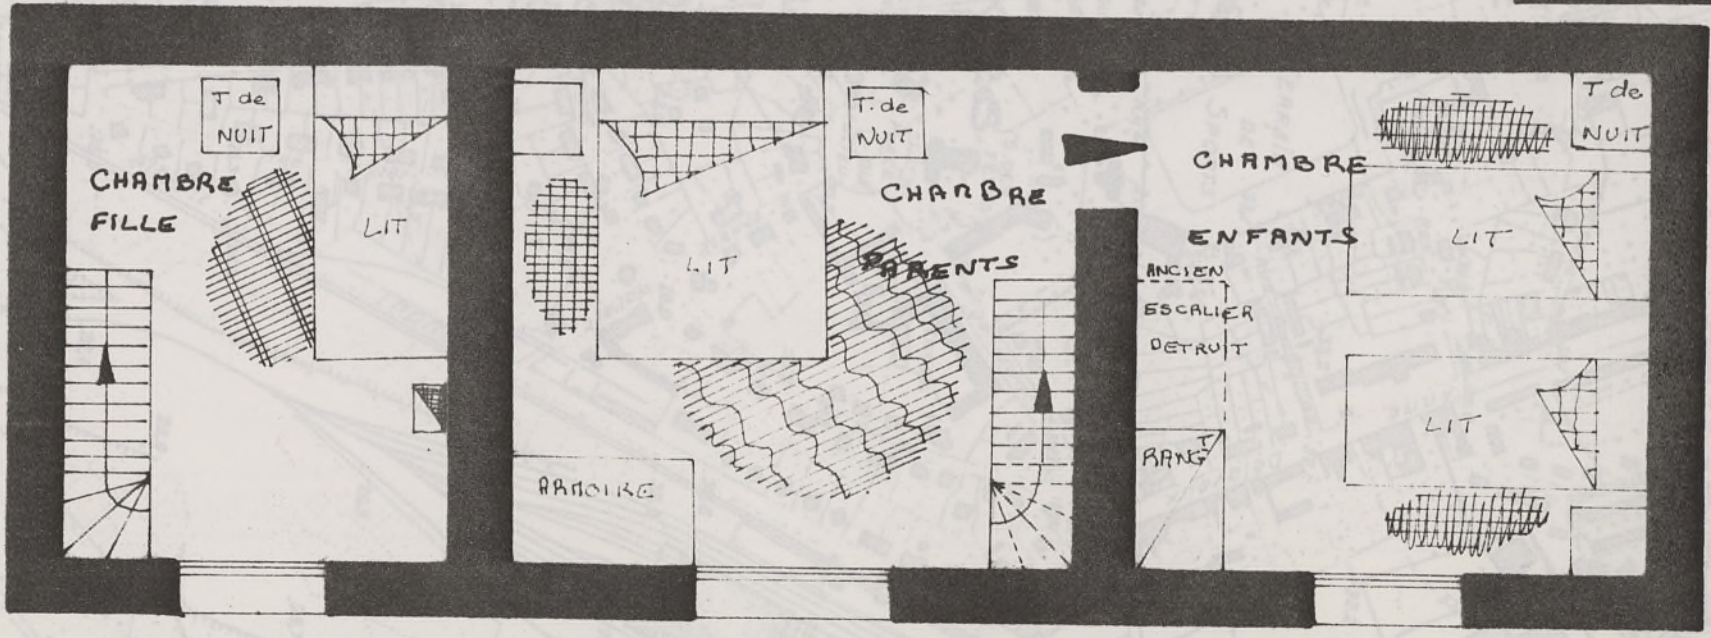 T de
NUIT
CHAMBRE
FILLE
LIT
T. de
NUIT
CHARBRE
PARENTS
LIT
ARMOIRE
T de
NUIT
CHAMBRE
ENFANTS
LIT
ANCIEN
ESCALIER
DETRUIT
LIT
RANGT